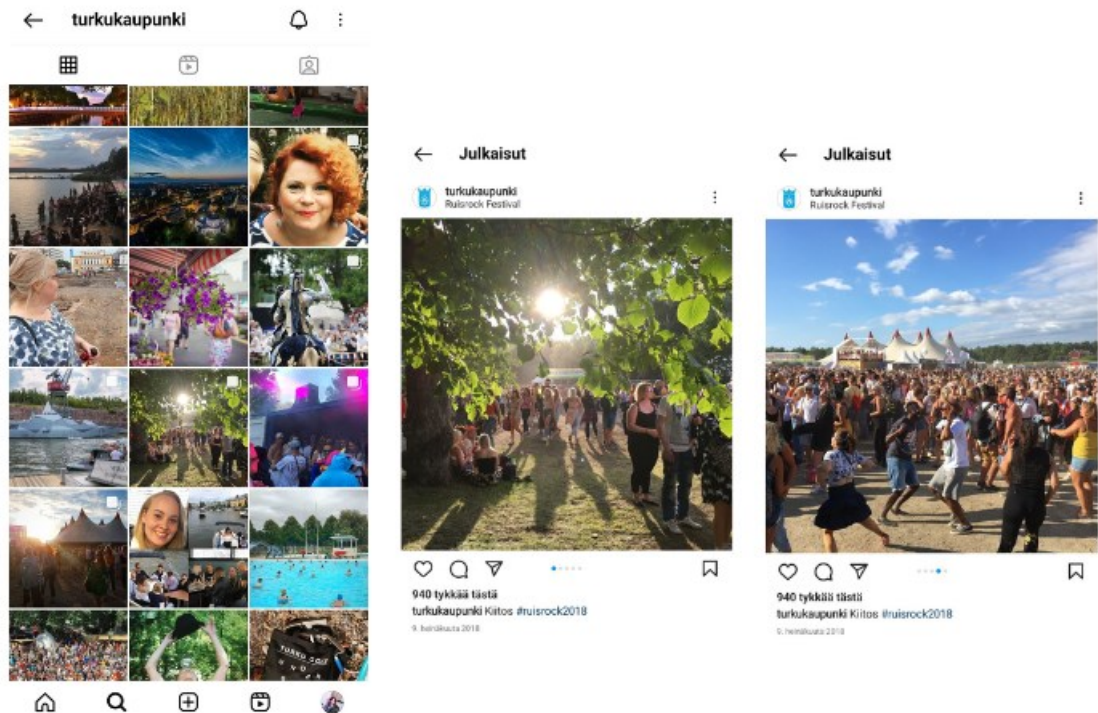 turkukaupunki
Julkaisut
turkukaupunki
Ruisrock Festival
940 tykkää tästä
turkukaupunki Kiitos #ruisrock2018
9. heinäkuuta 2018
Julkaisut
turkukaupunki
Ruisrock Festival
940 tykkää tästä
turkukaupunki Kiitos #ruisrock2018
9. heinäkuuta 2018